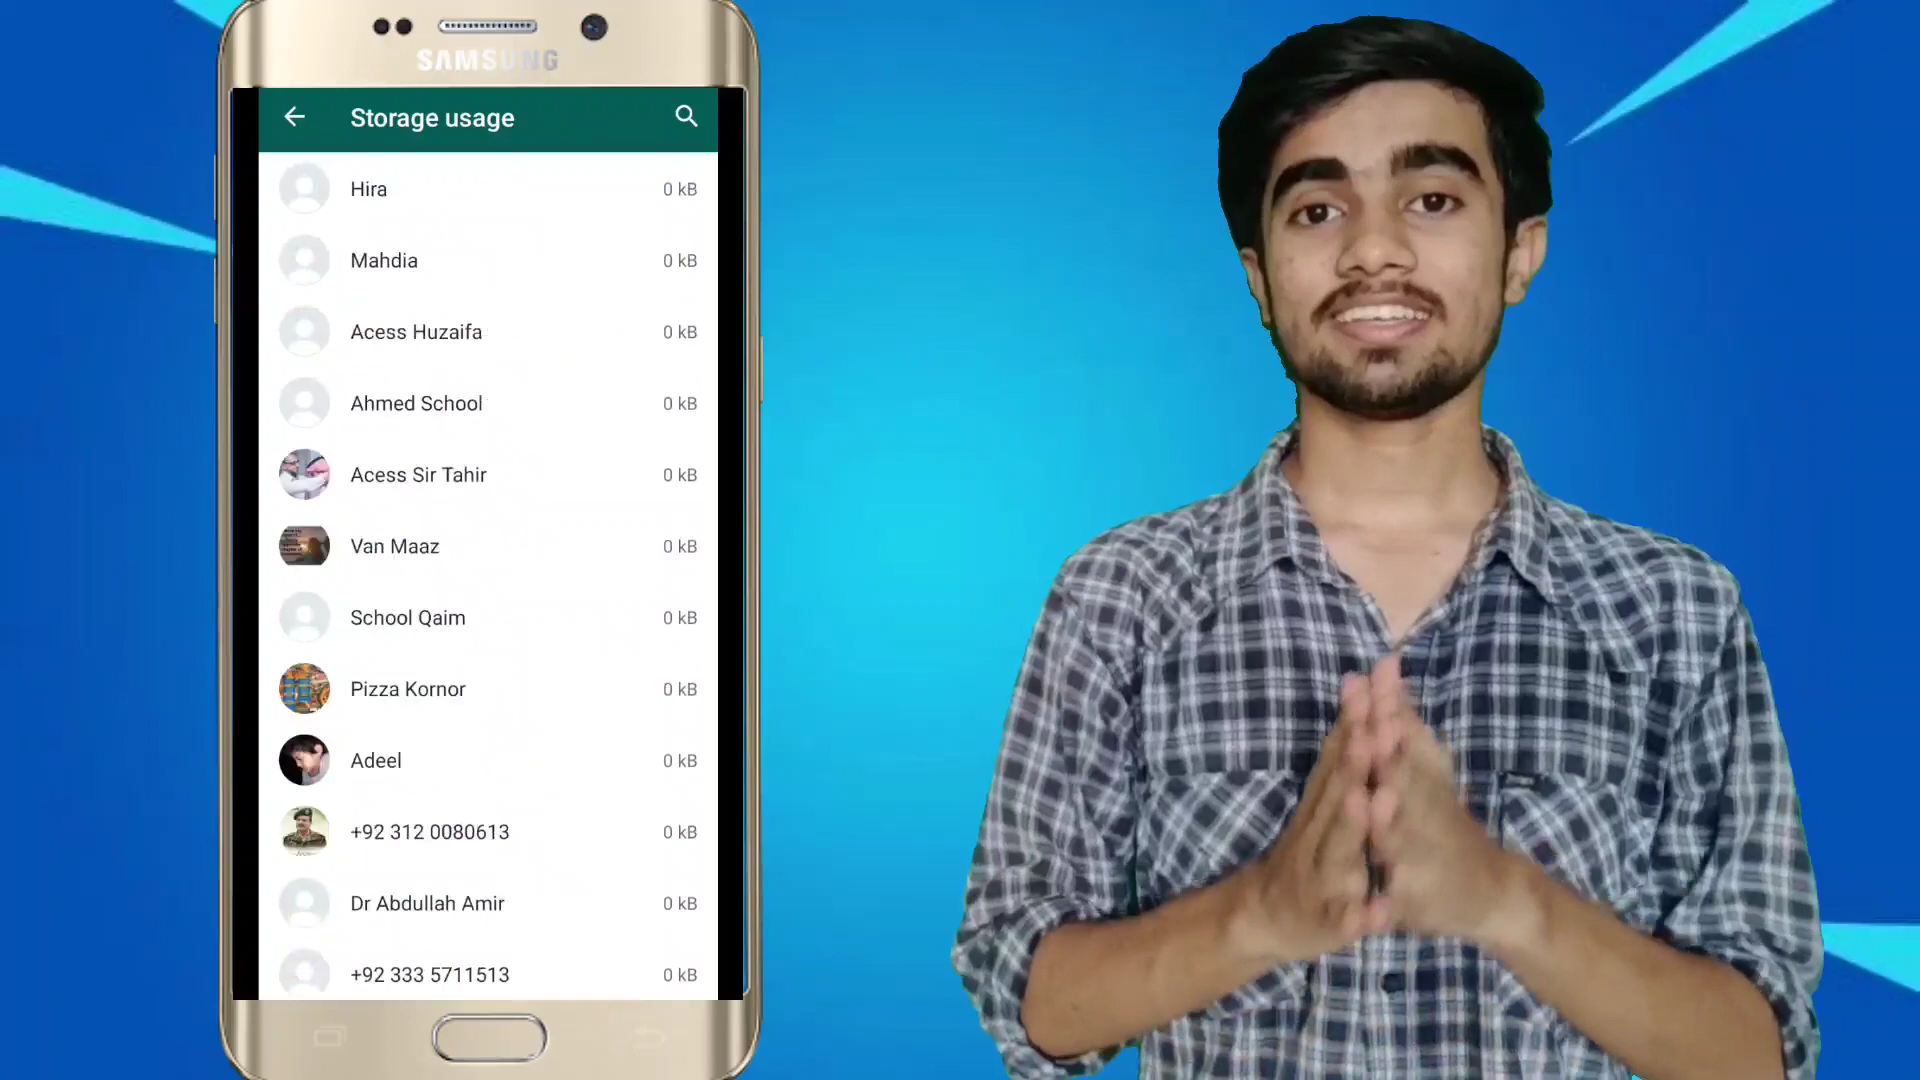 SAMSUNG
Storage usage
Hira 0 kB
Mahdia 0 kB
Acess Huzaifa 0 kB
Ahmed School 0 kB
Acess Sir Tahir 0 kB
Van Maaz 0 kB
School Qaim 0 kB
Pizza Kornor 0 kB
Adeel 0 kB
+92 312 0080613 0 kB
Dr Abdullah Amir 0 kB
+92 333 5711513 0 kB